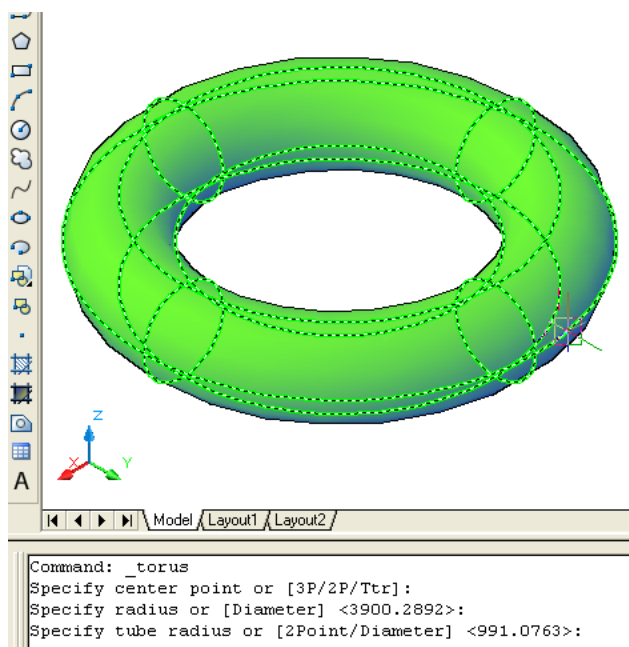 A
Z
X
Y
Model Layout1 Layout2
Command: _torus
Specify center point or [3P/2P/Ttr]:
Specify radius or [Diameter] <3900.2892>:
Specify tube radius or [2Point/Diameter] <991.0763>: